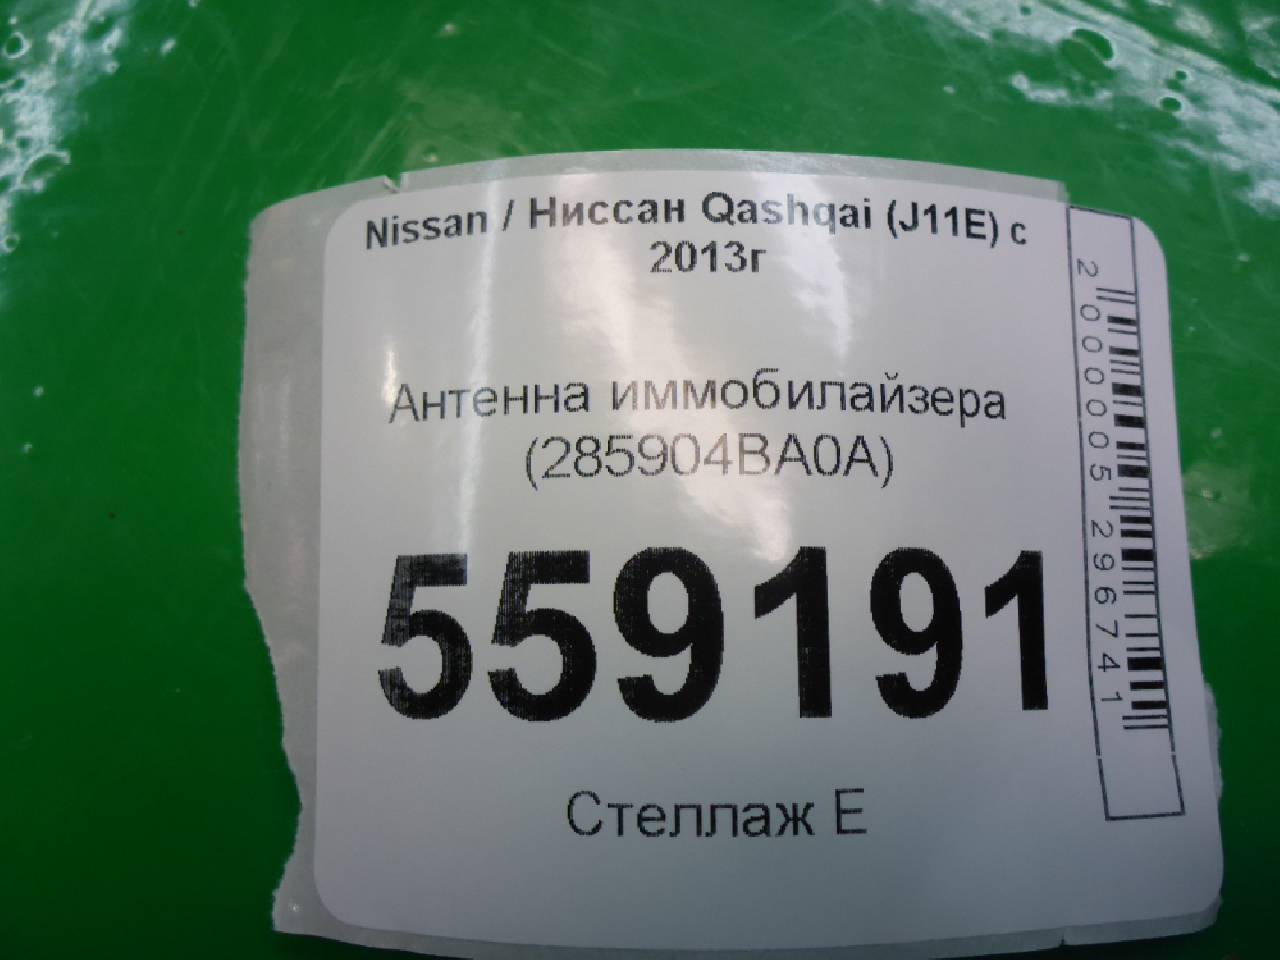 Nissan / Ниссан Qashqai (J11E) с
2013г
Антенна иммобилайзера
(285904BA0A)
559191
Стеллаж Е
2000005296741